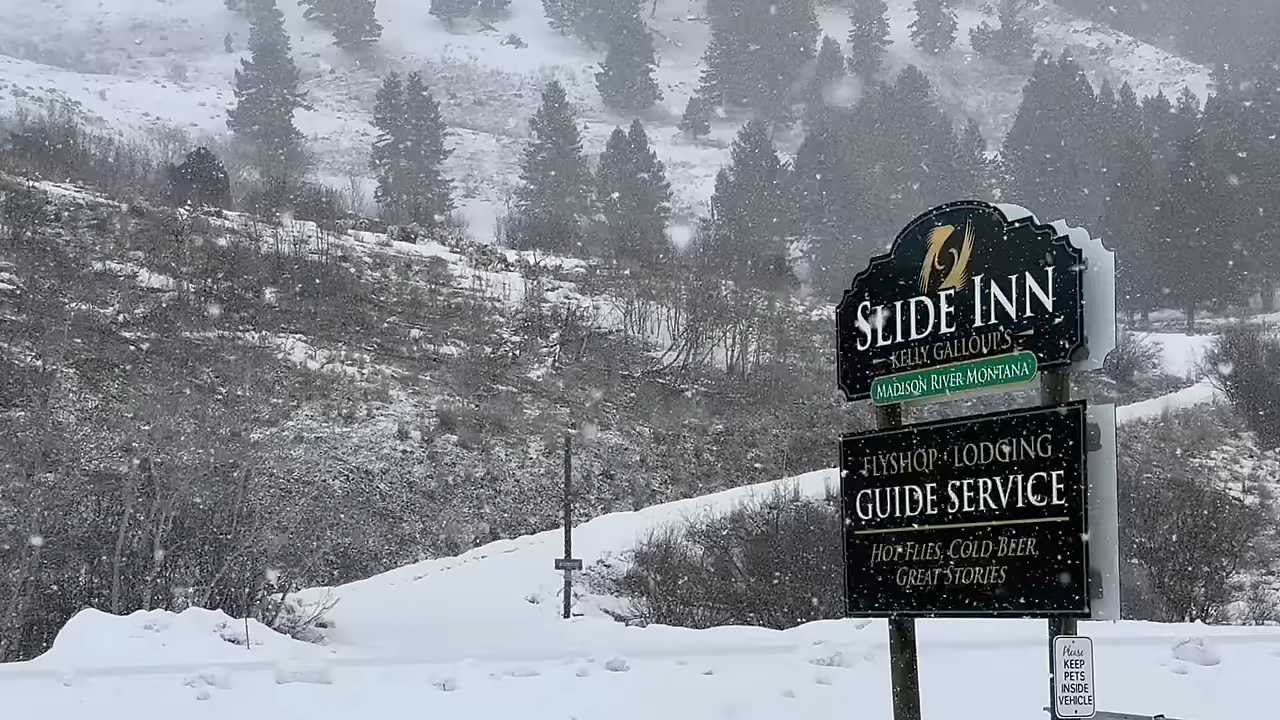 SLIDE INN
KELLY GALLOUP'S
MADISON RIVER MONTANA
FLYSHOP · LODGING
GUIDE SERVICE
HOT FLIES, COLD BEER,
GREAT STORIES
Please
KEEP
PETS
INSIDE
VEHICLE